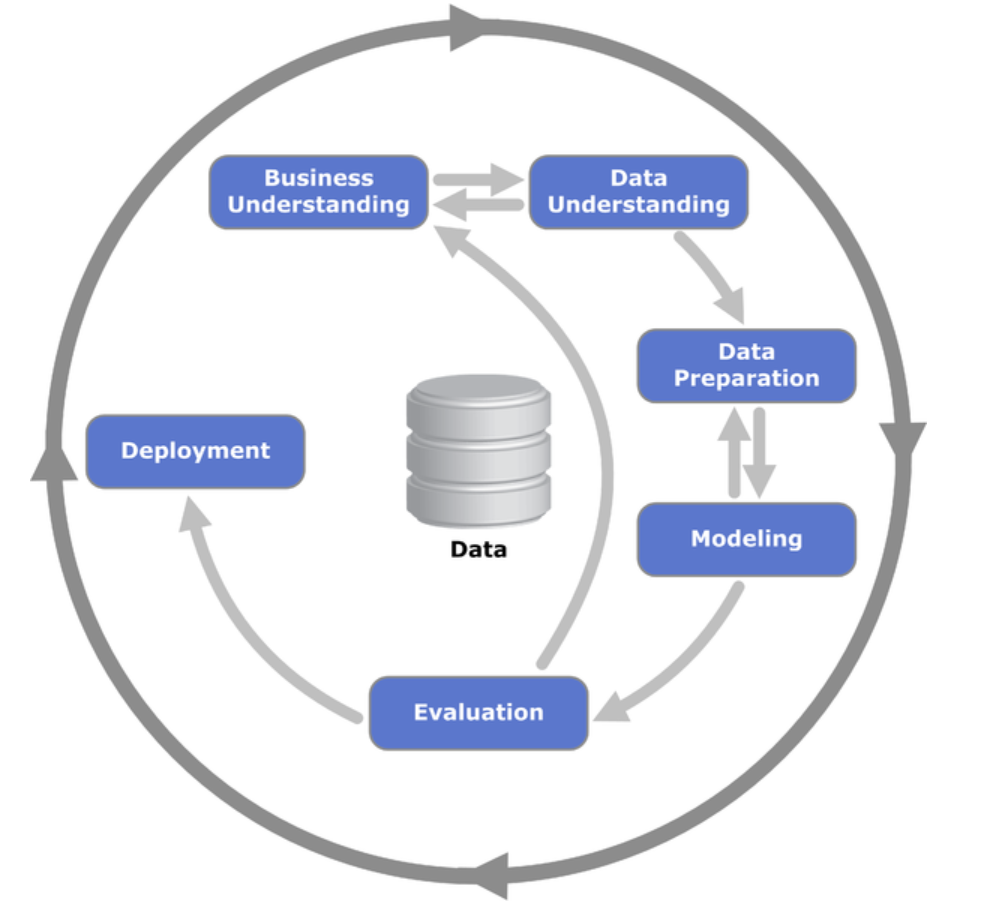 Business
Understanding
Data
Understanding
Data
Preparation
Modeling
Evaluation
Deployment
Data